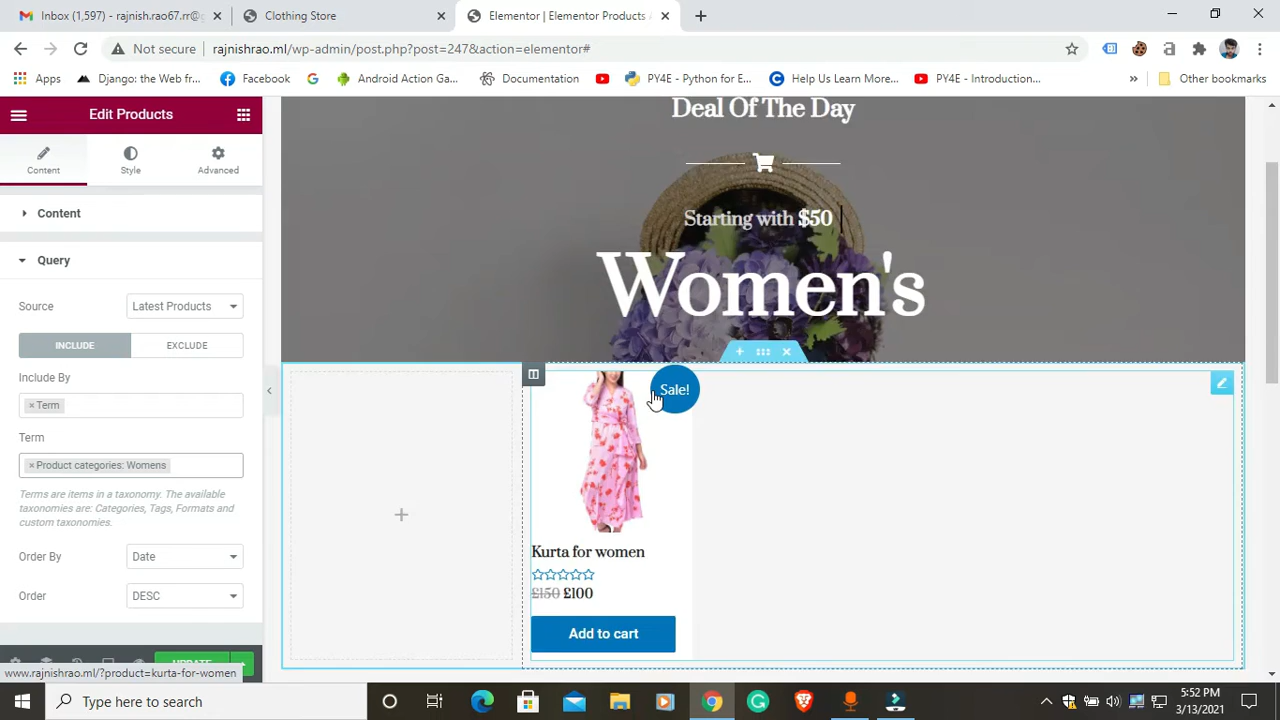 Inbox (1,597) - rajnish.rao67.rr@g
Clothing Store
Elementor | Elementor Products
Not secure
rajnishrao.ml/wp-admin/post.php?post=247&action=elementor#
Apps
Django: the Web fr...
Facebook
Android Action Ga...
Documentation
PY4E - Python for E...
Help Us Learn More...
PY4E - Introduction...
Other bookmarks
Edit Products
Content
Style
Advanced
Content
Query
Source
Latest Products
INCLUDE
EXCLUDE
Include By
×Term
Term
×Product categories: Womens
Terms are items in a taxonomy. The available
taxonomies are: Categories, Tags, Formats and
custom taxonomies.
Order By
Date
Order
DESC
UPDATE
www.rajnishrao.ml/?product=kurta-for-women
Deal Of The Day
Starting with $50
Women's
Sale!
Kurta for women
£150 £100
Add to cart
Type here to search
5:52 PM
3/13/2021